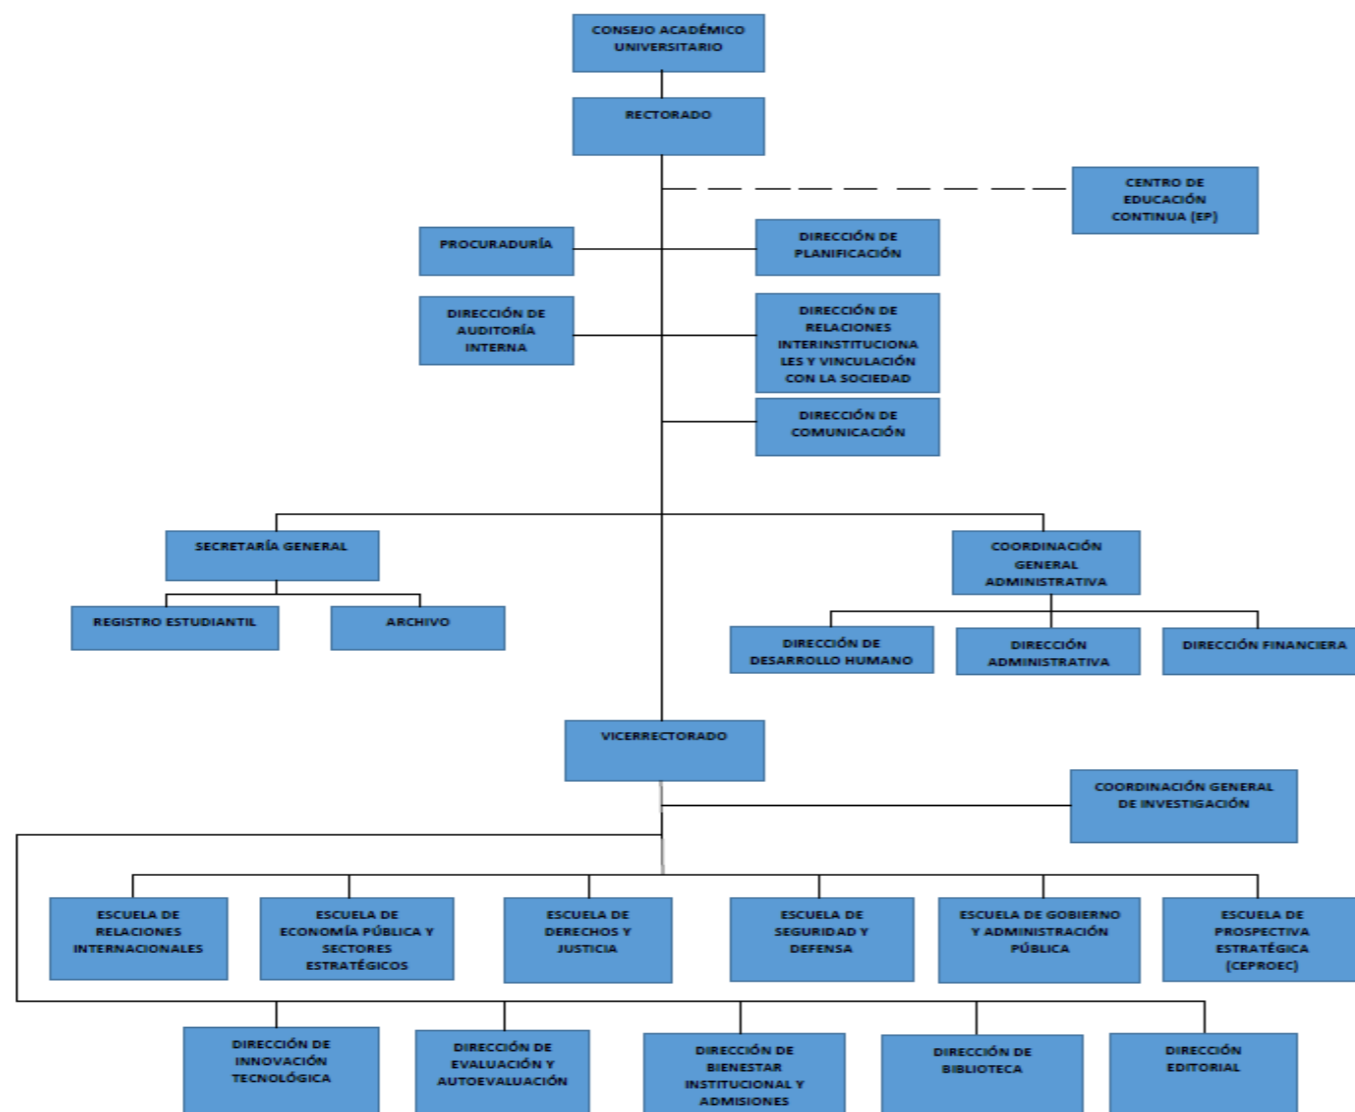 CONSEJO ACADÉMICO
UNIVERSITARIO
RECTORADO
CENTRO DE
EDUCACIÓN
CONTINUA (EP)
PROCURADURÍA
DIRECCIÓN DE
PLANIFICACIÓN
DIRECCIÓN DE
AUDITORÍA
INTERNA
DIRECCIÓN DE
RELACIONES
INTERINSTITUCIONA
LES Y VINCULACIÓN
CON LA SOCIEDAD
DIRECCIÓN DE
COMUNICACIÓN
SECRETARÍA GENERAL
COORDINACIÓN
GENERAL
ADMINISTRATIVA
REGISTRO ESTUDIANTIL
ARCHIVO
DIRECCIÓN DE
DESARROLLO HUMANO
DIRECCIÓN
ADMINISTRATIVA
DIRECCIÓN FINANCIERA
VICERRECTORADO
COORDINACIÓN GENERAL
DE INVESTIGACIÓN
ESCUELA DE
RELACIONES
INTERNACIONALES
ESCUELA DE
ECONOMÍA PÚBLICA Y
SECTORES
ESTRATÉGICOS
ESCUELA DE
DERECHOS Y
JUSTICIA
ESCUELA DE
SEGURIDAD Y
DEFENSA
ESCUELA DE GOBIERNO
Y ADMINISTRACIÓN
PÚBLICA
ESCUELA DE
PROSPECTIVA
ESTRATÉGICA
(CEPROEC)
DIRECCIÓN DE
INNOVACIÓN
TECNOLÓGICA
DIRECCIÓN DE
EVALUACIÓN Y
AUTOEVALUACIÓN
DIRECCIÓN DE
BIENESTAR
INSTITUCIONAL Y
ADMISIONES
DIRECCIÓN DE
BIBLIOTECA
DIRECCIÓN
EDITORIAL